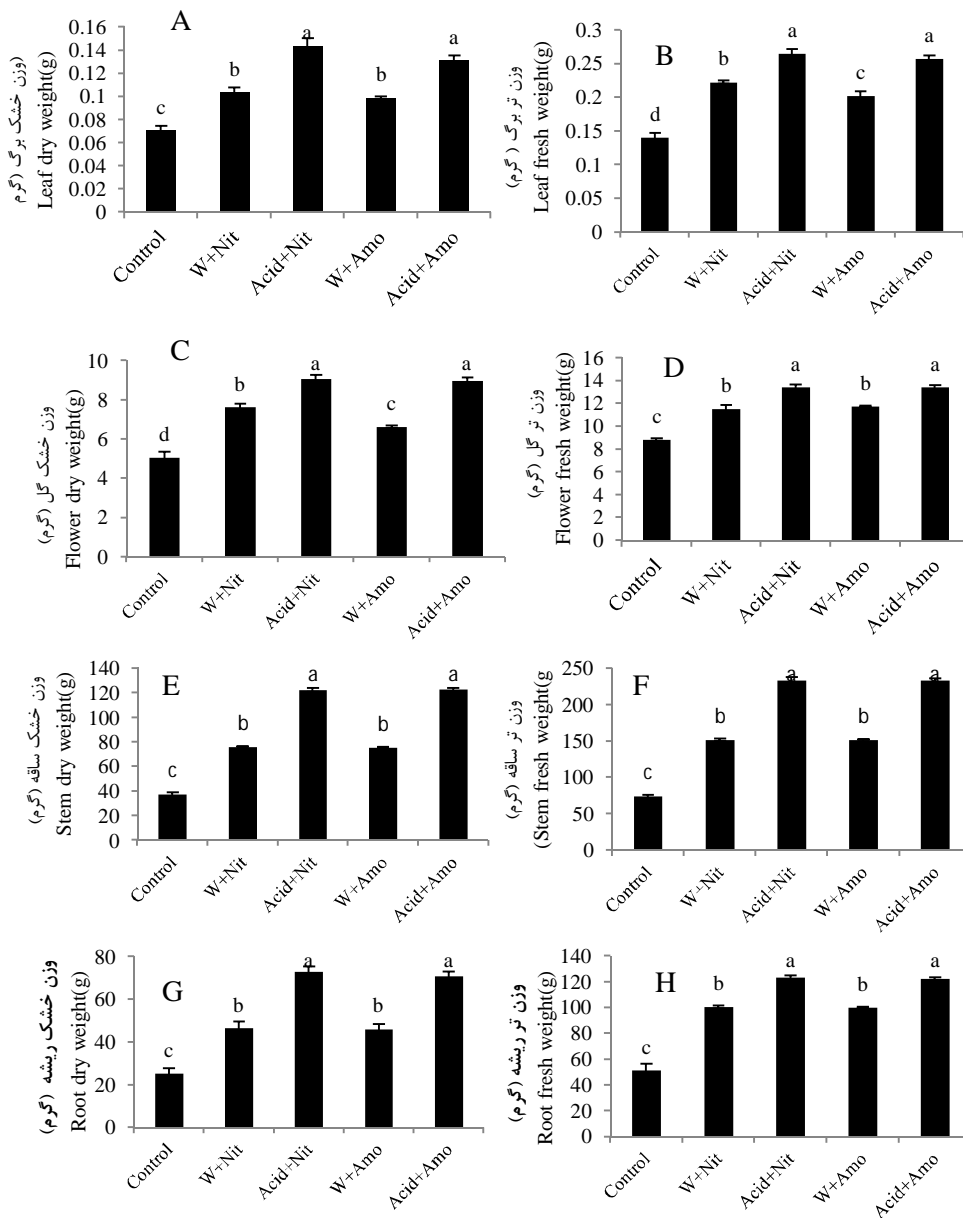 A
وزن خشک برگ (گرم)
Leaf dry weight(g)
0.16
0.14
0.12
0.1
0.08
0.06
0.04
0.02
0
c
b
a
b
a
Control
W+Nit
Acid+Nit
W+Amo
Acid+Amo
B
وزن تر برگ ( گرم)
Leaf fresh weight(g)
0.3
0.25
0.2
0.15
0.1
0.05
0
d
b
a
c
a
Control
W+Nit
Acid+Nit
W+Amo
Acid+Amo
C
وزن خشک گل (گرم)
Flower dry weight(g)
10
8
6
4
2
0
d
b
a
c
a
Control
W+Nit
Acid+Nit
W+Amo
Acid+Amo
D
وزن تر گل (گرم)
Flower fresh weight(g)
16
14
12
10
8
6
4
2
0
c
b
a
b
a
Control
W+Nit
Acid+Nit
W+Amo
Acid+Amo
E
وزن خشک ساقه (گرم)
Stem dry weight(g)
140
120
100
80
60
40
20
0
c
b
a
b
a
Control
W+Nit
Acid+Nit
W+Amo
Acid+Amo
F
وزن تر ساقه (گرم)
(Stem fresh weight(g
250
200
150
100
50
0
c
b
a
b
a
Control
W+Nit
Acid+Nit
W+Amo
Acid+Amo
G
وزن خشک ریشه (گرم)
Root dry weight(g)
80
60
40
20
0
c
b
a
b
a
Control
W+Nit
Acid+Nit
W+Amo
Acid+Amo
H
وزن تر ریشه (گرم)
Root fresh weight(g)
140
120
100
80
60
40
20
0
c
b
a
b
a
Control
W+Nit
Acid+Nit
W+Amo
Acid+Amo